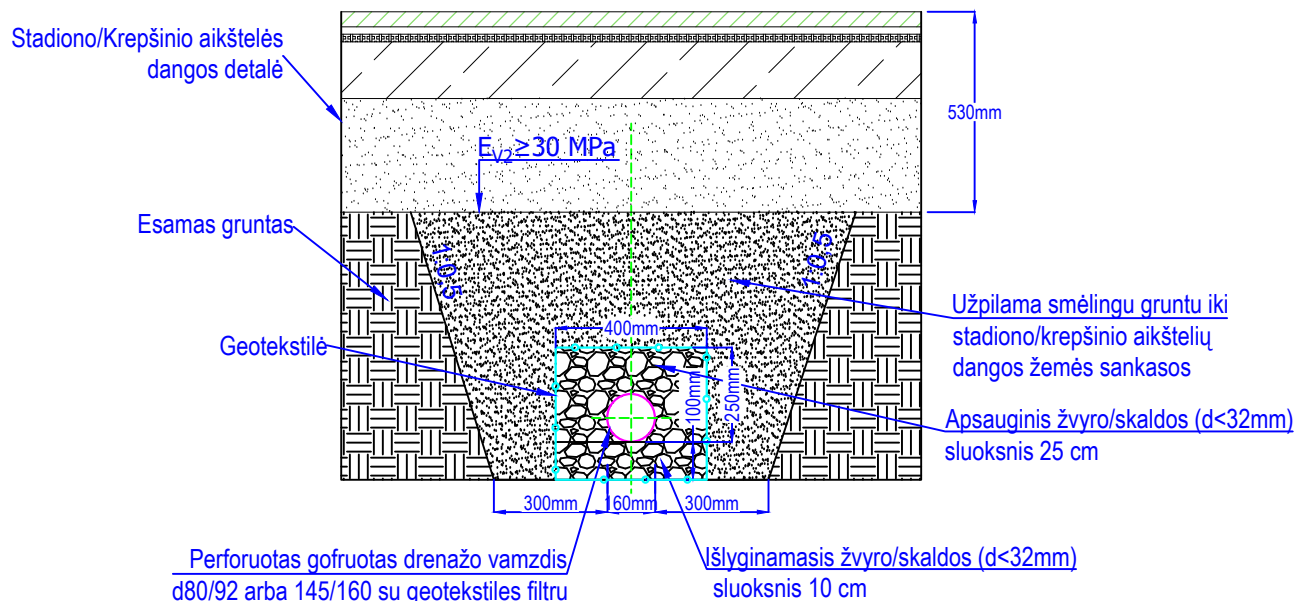 Stadiono/Krepšinio aikštelės
dangos detalė
530mm
EV2≥30 MPa
Esamas gruntas
1:0,5
1:0,5
Užpilama smėlingu gruntu iki
stadiono/krepšinio aikštelių
dangos žemės sankasos
400mm
Geotekstilė
100mm
250mm
Apsauginis žvyro/skaldos (d<32mm)
sluoksnis 25 cm
300mm
160mm
300mm
Perforuotas gofruotas drenažo vamzdis
d80/92 arba 145/160 su geotekstiles filtru
Išlyginamasis žvyro/skaldos (d<32mm)
sluoksnis 10 cm